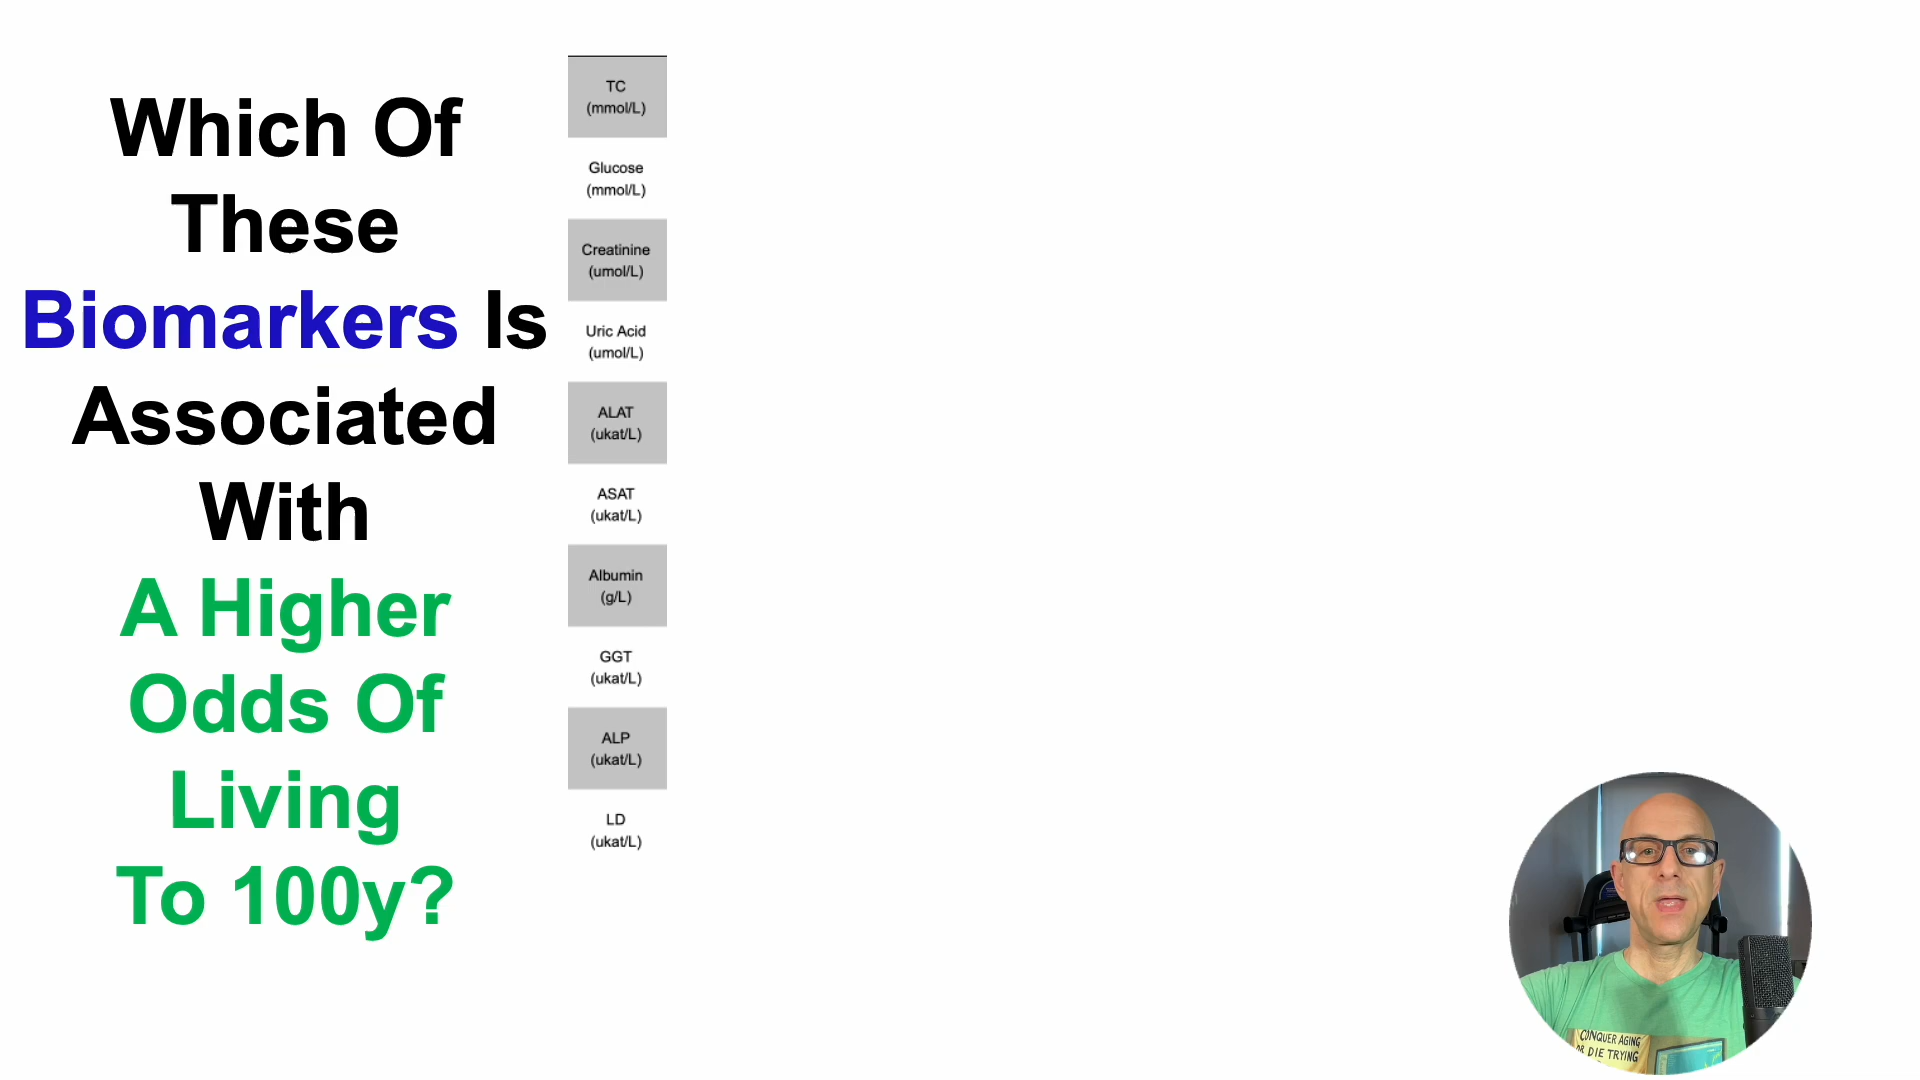 Which Of
These
Biomarkers Is
Associated
With
A Higher
Odds Of
Living
To 100y?
TC
(mmol/L)
Glucose
(mmol/L)
Creatinine
(umol/L)
Uric Acid
(umol/L)
ALAT
(ukat/L)
ASAT
(ukat/L)
Albumin
(g/L)
GGT
(ukat/L)
ALP
(ukat/L)
LD
(ukat/L)
CONQUER AGING
OR DIE TRYING